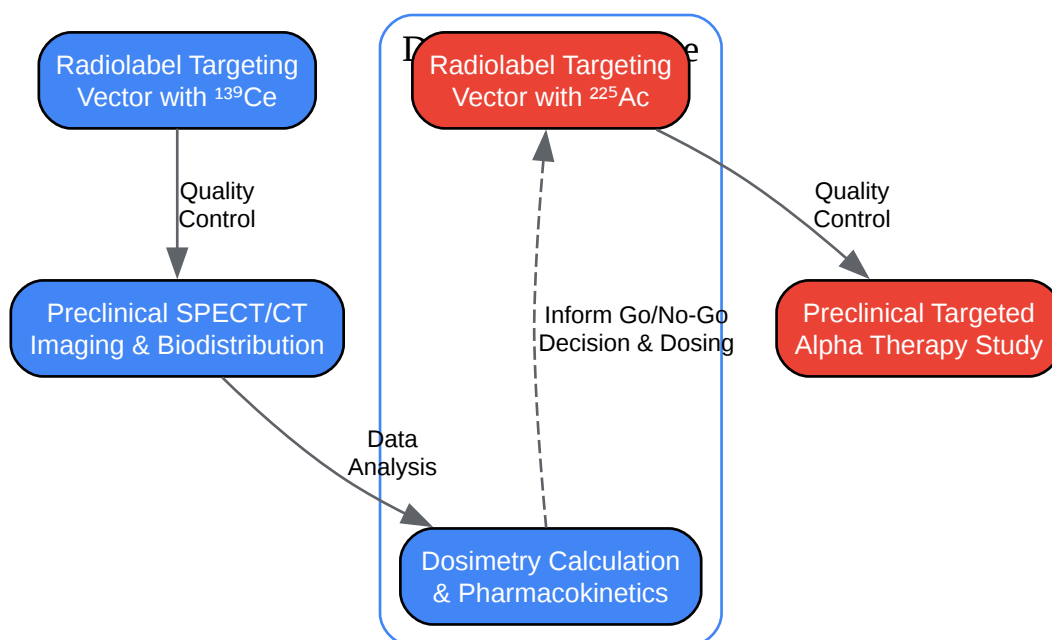 Radiolabel Targeting
Vector with ¹³⁹Ce
Radiolabel Targeting
Vector with ²²⁵Ac
Quality
Control
Quality
Control
Preclinical SPECT/CT
Imaging & Biodistribution
Inform Go/No-Go
Decision & Dosing
Preclinical Targeted
Alpha Therapy Study
Data
Analysis
Dosimetry Calculation
& Pharmacokinetics